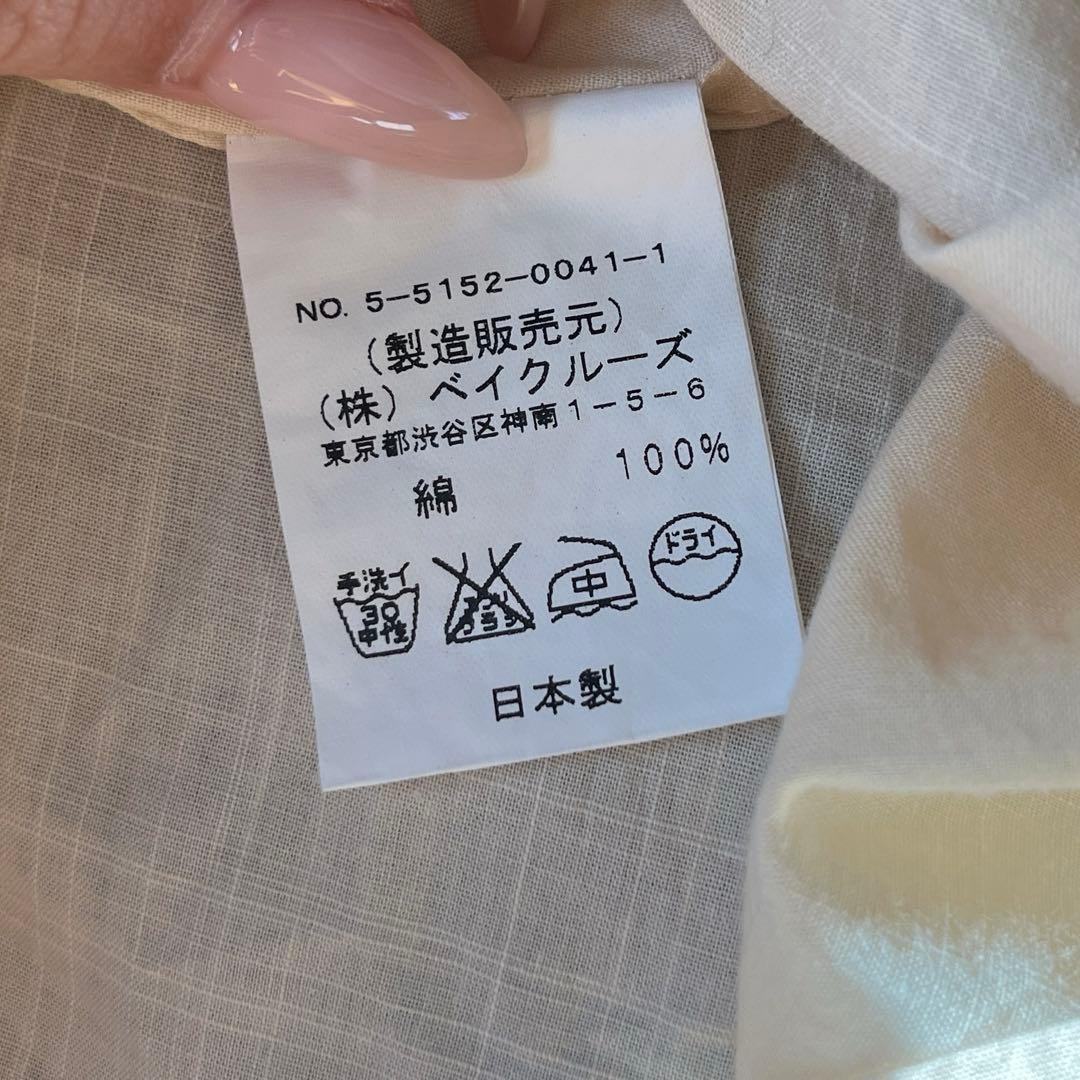 NO. 5-5152-0041-1
(製造販売元)
(株) ベイクルーズ
東京都渋谷区神南1-5-6
綿 100%
手洗イ
30
中性
中
ドライ
日本製